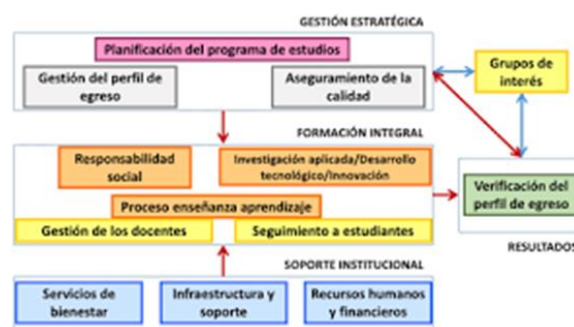 GESTIÓN ESTRATÉGICA
Planificación del programa de estudios
Gestión del perfil de
egreso
Aseguramiento de la
calidad
Grupos de
interés
FORMACIÓN INTEGRAL
Responsabilidad
social
Investigación aplicada/Desarrollo
tecnológico/Innovación
Proceso enseñanza aprendizaje
Gestión de los docentes
Seguimiento a estudiantes
Verificación del
perfil de egreso
RESULTADOS
SOPORTE INSTITUCIONAL
Servicios de
bienestar
Infraestructura y
soporte
Recursos humanos
y financieros